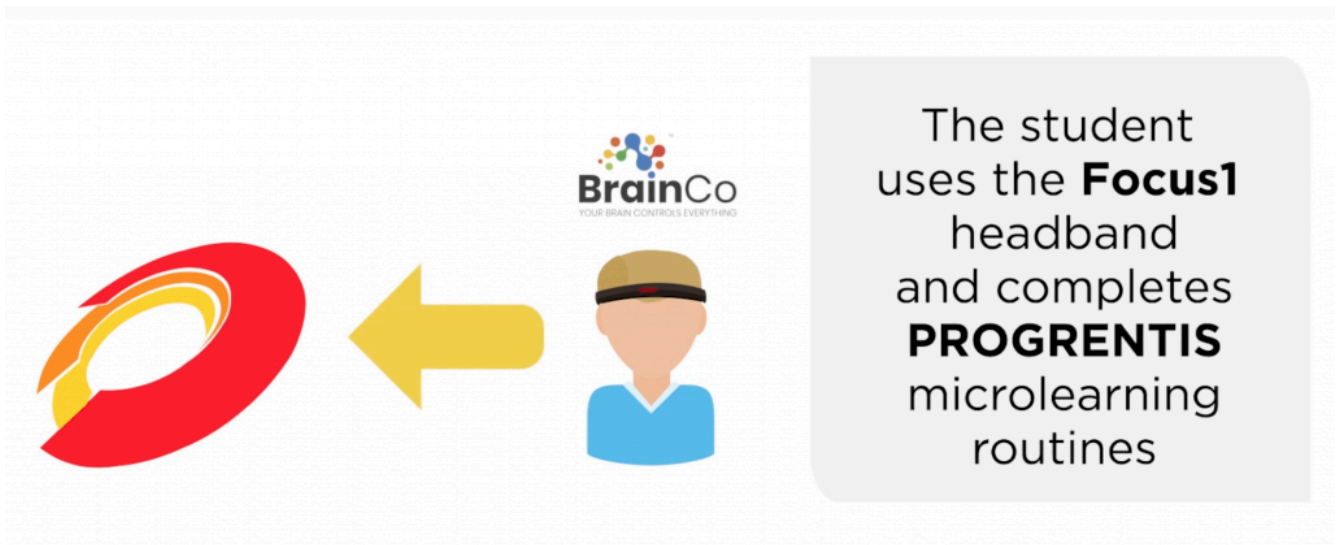 BrainCo
YOUR BRAIN CONTROLS EVERYTHING
The student
uses the Focus1
headband
and completes
PROGRENTIS
microlearning
routines